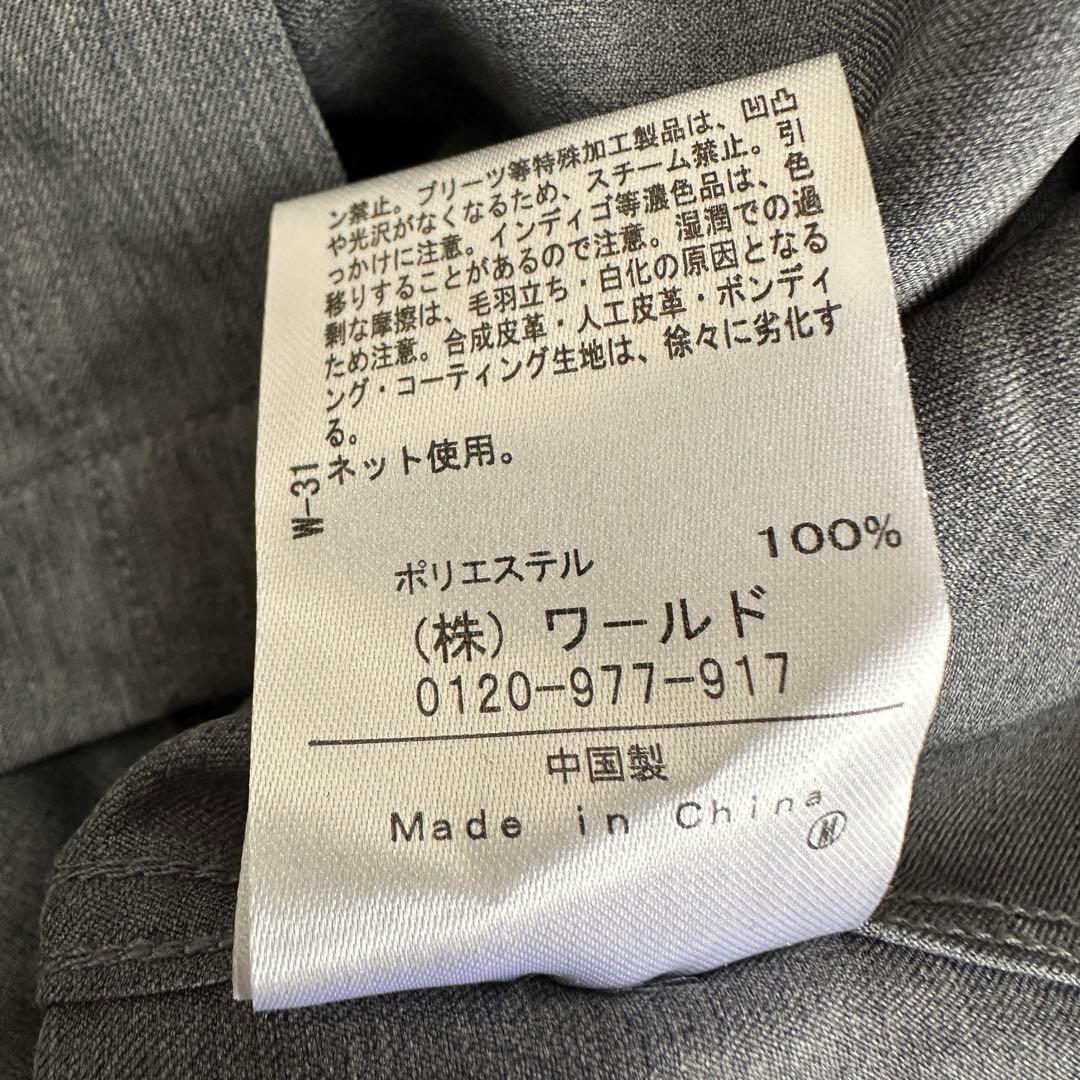 ン禁止。プリーツ等特殊加工製品は、凹凸
や光沢がなくなるため、スチーム禁止。引
っかけに注意。インディゴ等濃色品は、色
移りすることがあるので注意。湿潤での過
剰な摩擦は、毛羽立ち・白化の原因となる
ため注意。合成皮革・人工皮革・ボンディ
ング・コーティング生地は、徐々に劣化す
る。
ネット使用。
W-31
ポリエステル 100%
(株) ワールド
0120-977-917
中国製
Made in China
Ⓗ